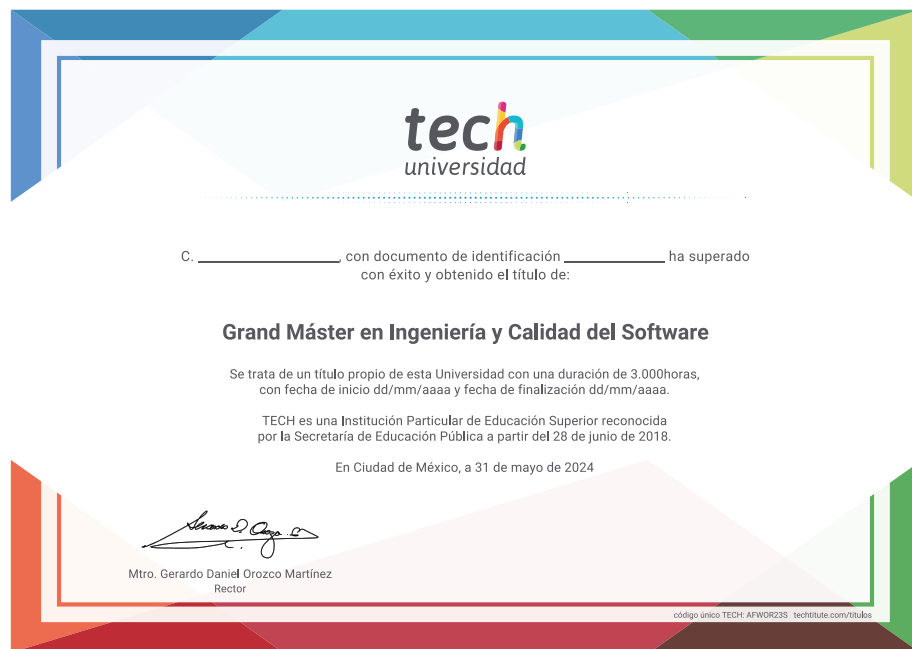 tech
universidad
C. ____________, con documento de identificación ____________ ha superado
con éxito y obtenido el título de:
Grand Máster en Ingeniería y Calidad del Software
Se trata de un título propio de esta Universidad con una duración de 3.000horas,
con fecha de inicio dd/mm/aaaa y fecha de finalización dd/mm/aaaa.
TECH es una Institución Particular de Educación Superior reconocida
por la Secretaría de Educación Pública a partir del 28 de junio de 2018.
En Ciudad de México, a 31 de mayo de 2024
Mtro. Gerardo Daniel Orozco Martínez
Rector
código único TECH: AFWOR23S techtitute.com/titulos